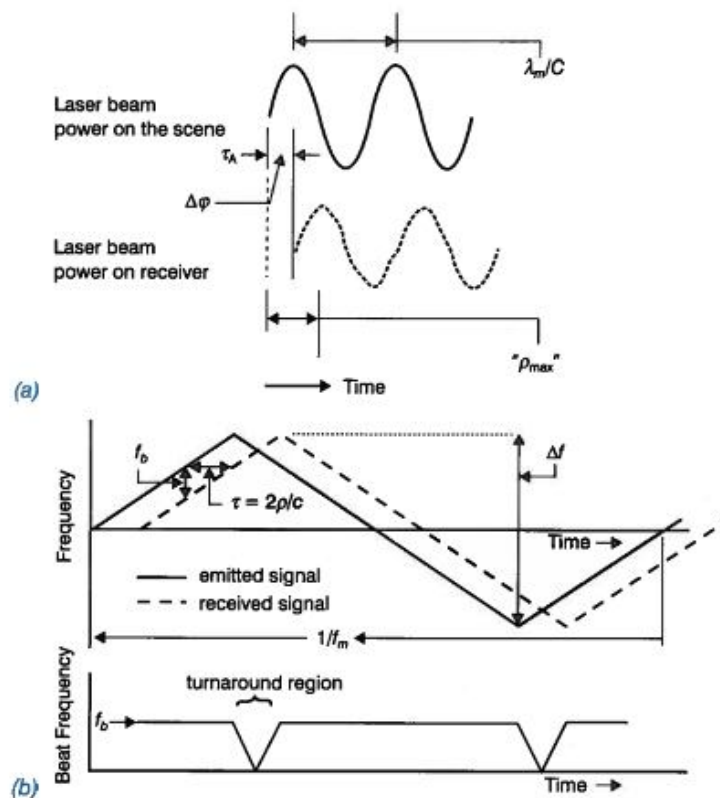 λm/C
Laser beam
power on the scene
τA
Δφ
Laser beam
power on receiver
"ρmax"
(a)
Time
Frequency
fb
τ = 2ρ/c
Δf
Time
emitted signal
received signal
1/fm
Beat Frequency
turnaround region
fb
(b)
Time